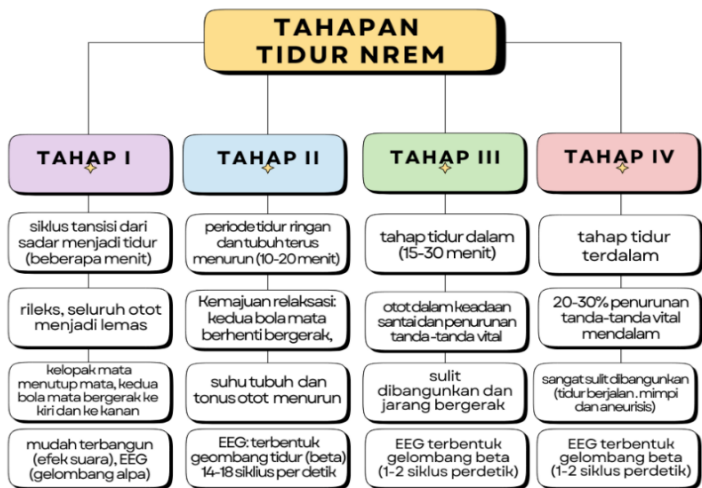 TAHAPAN
TIDUR NREM
TAHAP I
siklus tansisi dari
sadar menjadi tidur
(beberapa menit)
rileks, seluruh otot
menjadi lemas
kelopak mata
menutup mata, kedua
bola mata bergerak ke
kiri dan ke kanan
mudah terbangun
(efek suara), EEG
(gelombang alpa)
TAHAP II
periode tidur ringan
dan tubuh terus
menurun (10-20 menit)
Kemajuan relaksasi:
kedua bola mata
berhenti bergerak,
suhu tubuh dan
tonus otot menurun
EEG: terbentuk
geombang tidur (beta)
14-18 siklius per detik
TAHAP III
tahap tidur dalam
(15-30 menit)
otot dalam keadaan
santai dan penurunan
tanda-tanda vital
sulit
dibangunkan dan
jarang bergerak
EEG terbentuk
gelombang beta
(1-2 siklus perdetik)
TAHAP IV
tahap tidur
terdalam
20-30% penurunan
tanda-tanda vital
mendalam
sangat sulit dibangunkan
(tidur berjalan, mimpi
dan aneurisis)
EEG terbentuk
gelombang beta
(1-2 siklus perdetik)